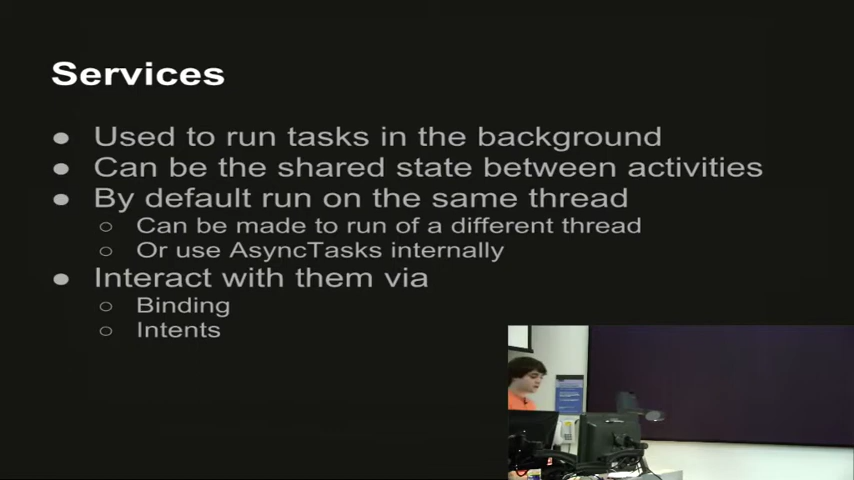 Services
● Used to run tasks in the background
● Can be the shared state between activities
● By default run on the same thread
○ Can be made to run of a different thread
○ Or use AsyncTasks internally
● Interact with them via
○ Binding
○ Intents